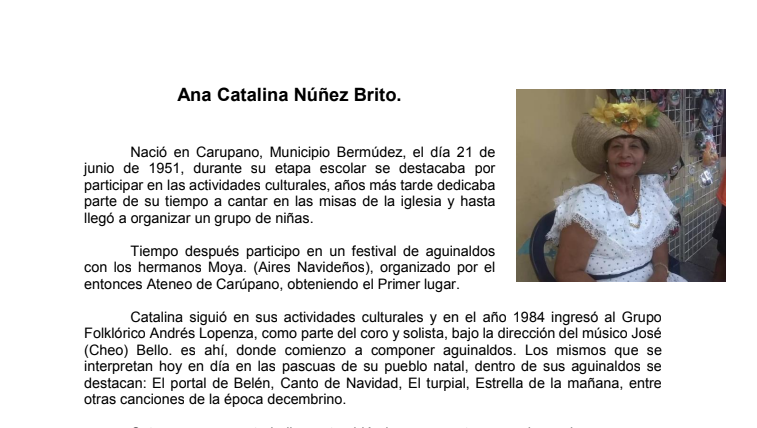 Ana Catalina Núñez Brito.
Nació en Carupano, Municipio Bermúdez, el día 21 de
junio de 1951, durante su etapa escolar se destacaba por
participar en las actividades culturales, años más tarde dedicaba
parte de su tiempo a cantar en las misas de la iglesia y hasta
llegó a organizar un grupo de niñas.
Tiempo después participo en un festival de aguinaldos
con los hermanos Moya. (Aires Navideños), organizado por el
entonces Ateneo de Carúpano, obteniendo el Primer lugar.
Catalina siguió en sus actividades culturales y en el año 1984 ingresó al Grupo
Folklórico Andrés Lopenza, como parte del coro y solista, bajo la dirección del músico José
(Cheo) Bello. es ahí, donde comienzo a componer aguinaldos. Los mismos que se
interpretan hoy en día en las pascuas de su pueblo natal, dentro de sus aguinaldos se
destacan: El portal de Belén, Canto de Navidad, El turpial, Estrella de la mañana, entre
otras canciones de la época decembrino.